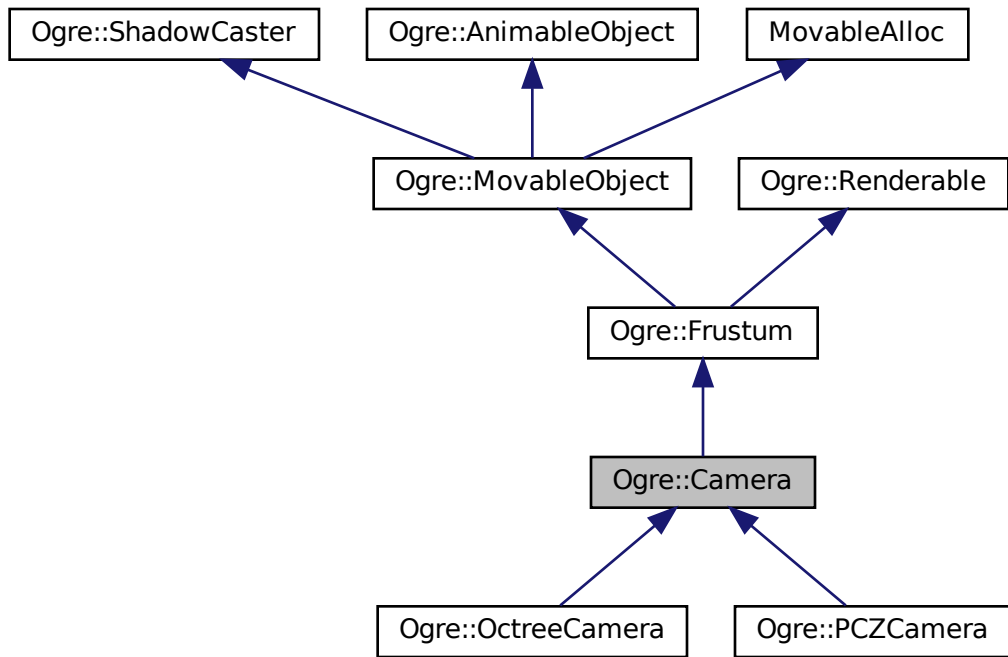 Ogre::ShadowCaster
Ogre::AnimableObject
MovableAlloc
Ogre::MovableObject
Ogre::Renderable
Ogre::Frustum
Ogre::Camera
Ogre::OctreeCamera
Ogre::PCZCamera